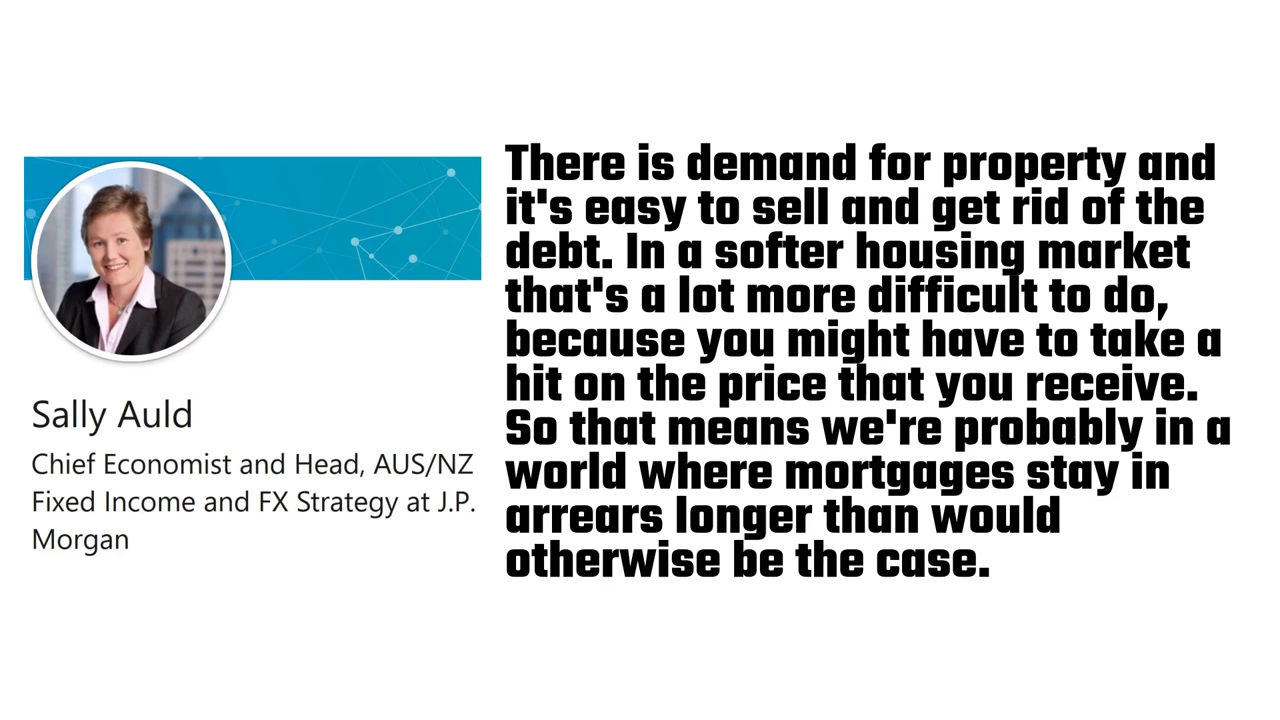 Sally Auld
Chief Economist and Head, AUS/NZ
Fixed Income and FX Strategy at J.P.
Morgan
There is demand for property and
it's easy to sell and get rid of the
debt. In a softer housing market
that's a lot more difficult to do,
because you might have to take a
hit on the price that you receive.
So that means we're probably in a
world where mortgages stay in
arrears longer than would
otherwise be the case.